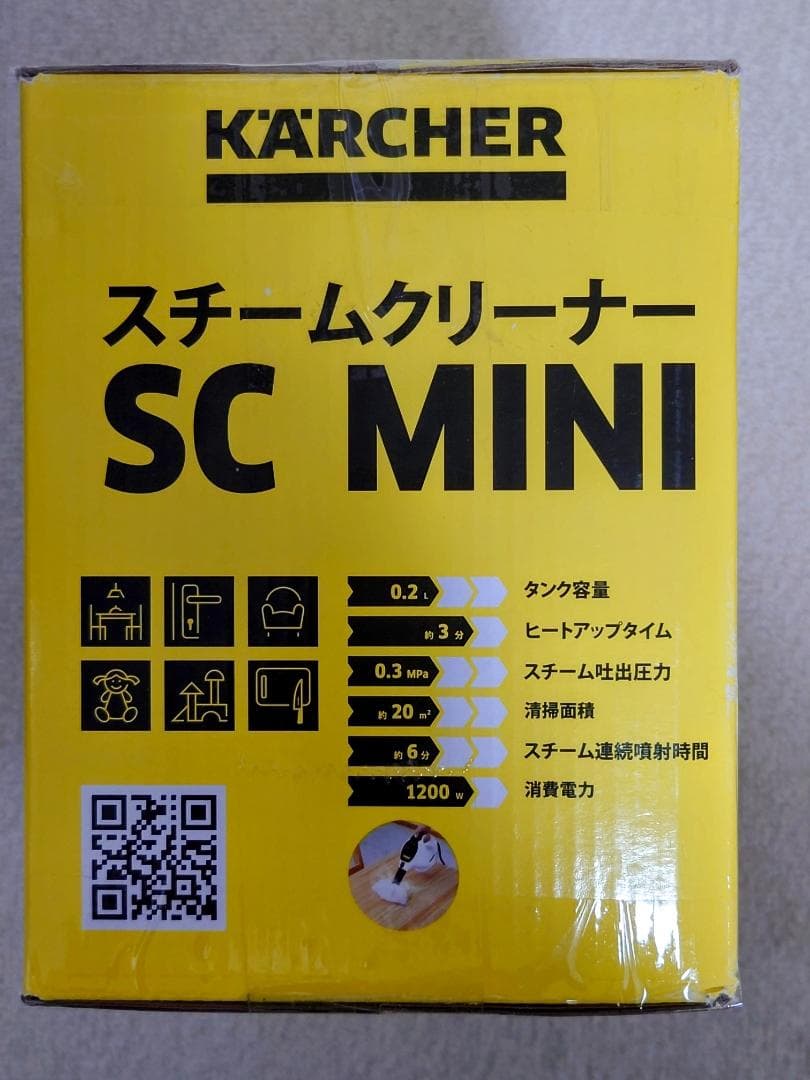 KÄRCHER
スチームクリーナー
SC MINI
0.2 L タンク容量
約 3 分 ヒートアップタイム
0.3 MPa スチーム吐出圧力
約 20 m² 清掃面積
約 6 分 スチーム連続噴射時間
1200 W 消費電力